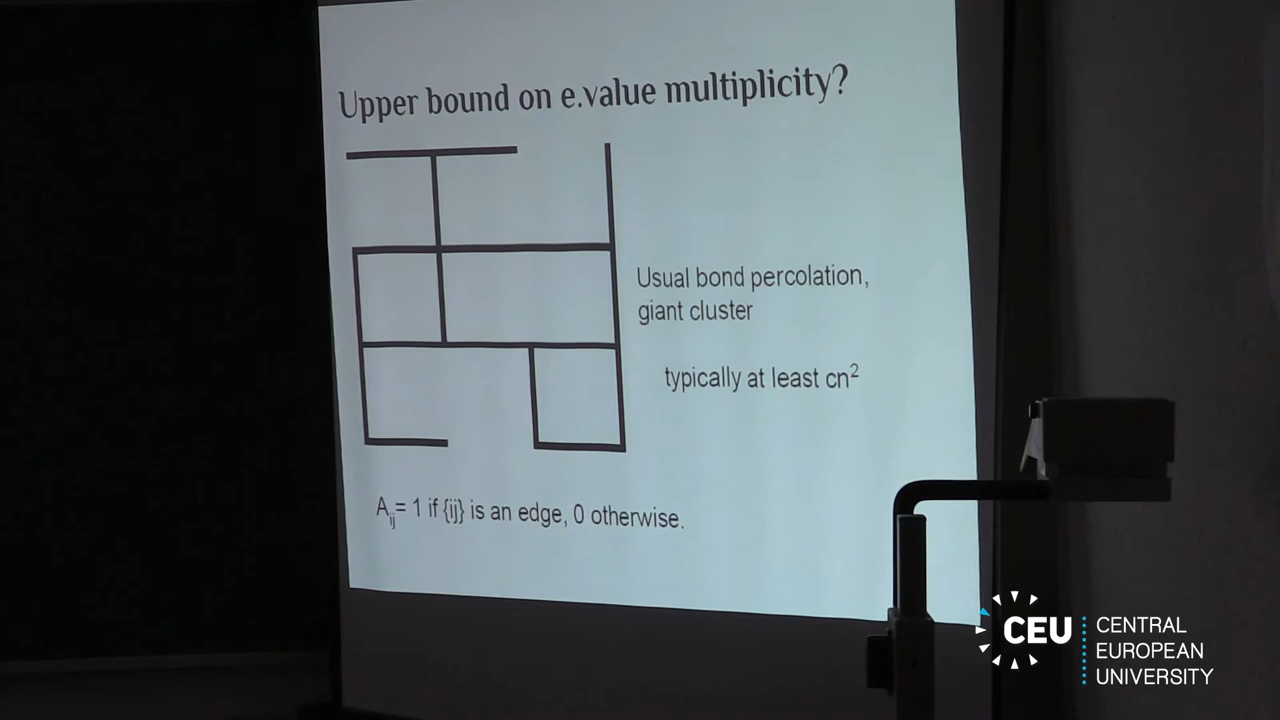 Upper bound on e.value multiplicity?
Usual bond percolation,
giant cluster
typically at least cn²
Aᵢⱼ= 1 if {ij} is an edge, 0 otherwise.
CEU
CENTRAL
EUROPEAN
UNIVERSITY